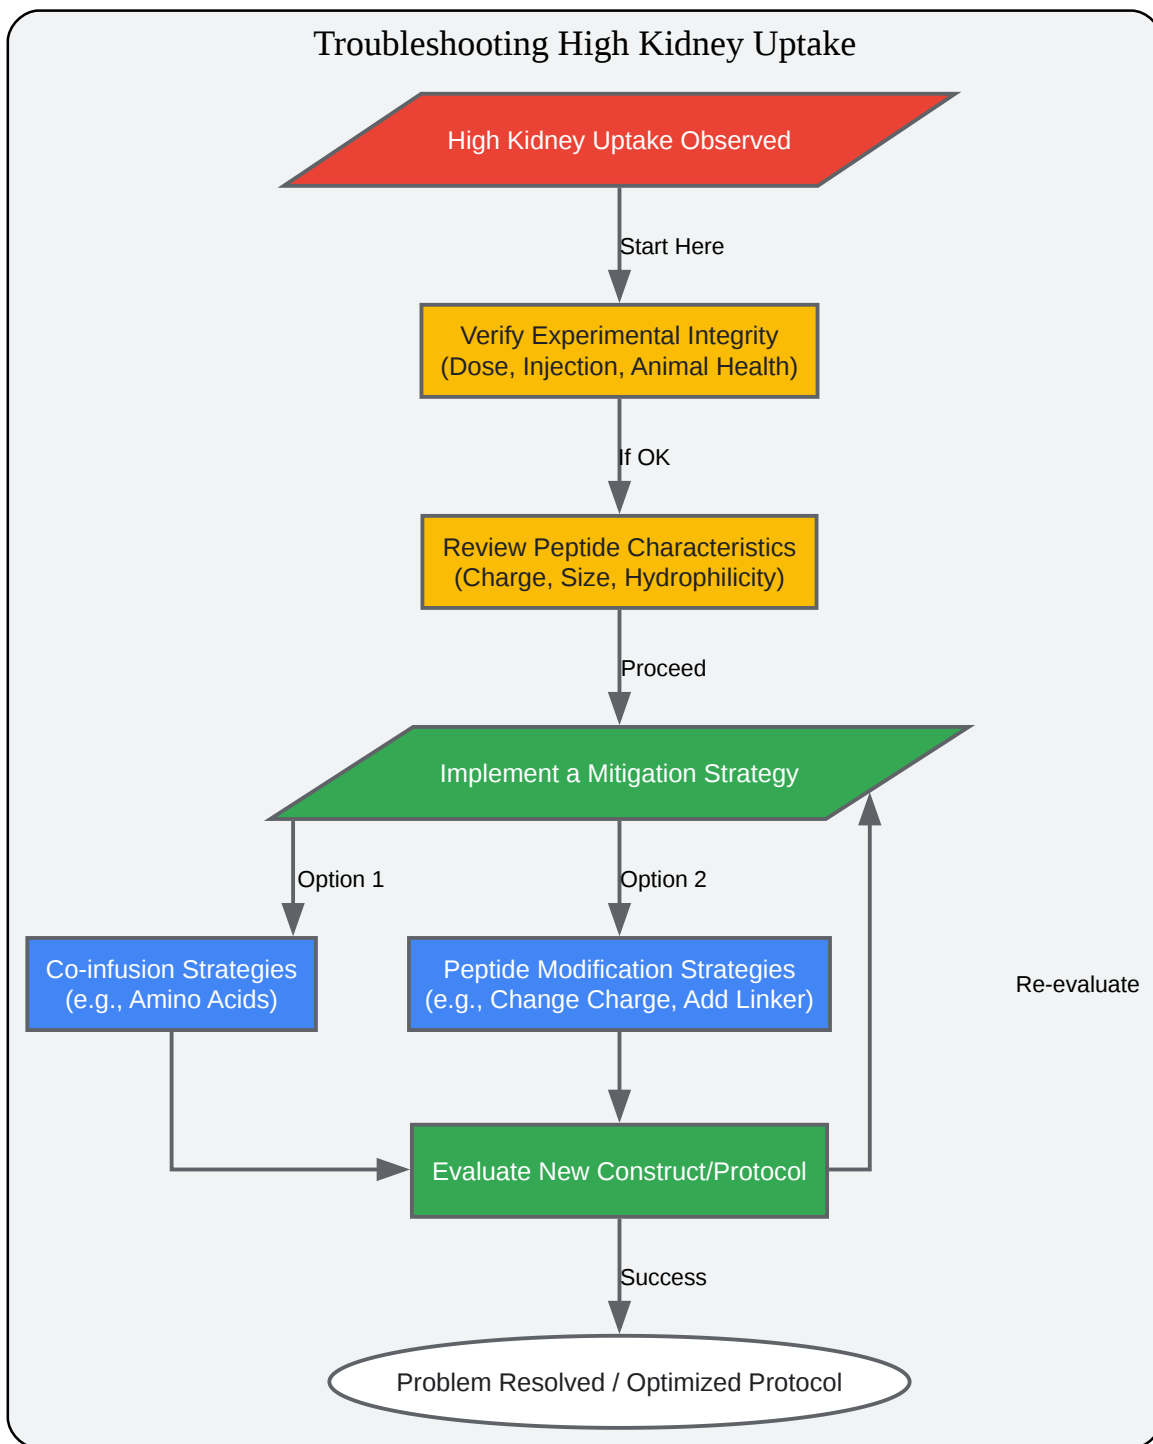 Troubleshooting High Kidney Uptake
High Kidney Uptake Observed
Start Here
Verify Experimental Integrity
(Dose, Injection, Animal Health)
If OK
Review Peptide Characteristics
(Charge, Size, Hydrophilicity)
Proceed
Implement a Mitigation Strategy
Option 1
Option 2
Co-infusion Strategies
(e.g., Amino Acids)
Peptide Modification Strategies
(e.g., Change Charge, Add Linker)
Re-evaluate
Evaluate New Construct/Protocol
Success
Problem Resolved / Optimized Protocol